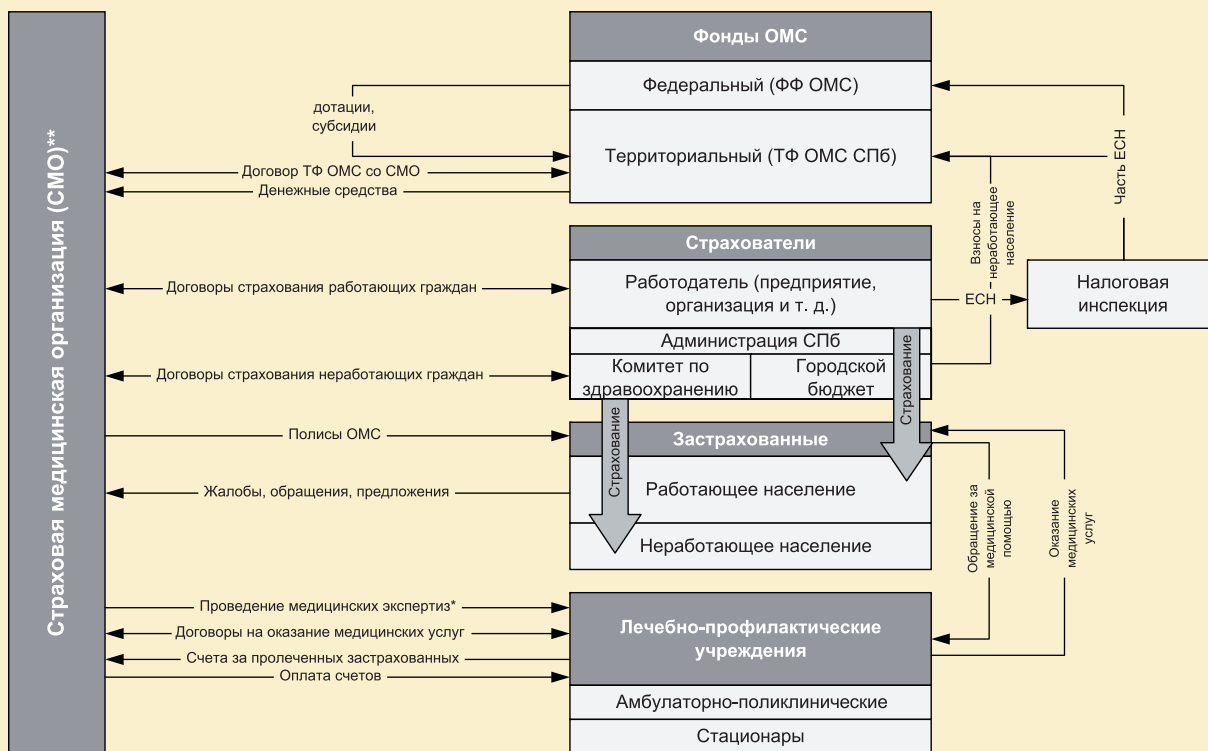 Страховая медицинская организация (СМО)**
Фонды ОМС
Федеральный (ФФ ОМС)
Территориальный (ТФ ОМС СПб)
дотации,
субсидии
Договор ТФ ОМС со СМО
Денежные средства
Часть ЕСН
Взносы на
неработающее
население
Страхователи
Работодатель (предприятие,
организация и т. д.)
Договоры страхования работающих граждан
ЕСН
Налоговая
инспекция
Администрация СПб
Комитет по
здравоохранению
Городской
бюджет
Договоры страхования неработающих граждан
Страхование
Страхование
Полисы ОМС
Застрахованные
Работающее население
Неработающее население
Жалобы, обращения, предложения
Обращение за
медицинской
помощью
Оказание
медицинских
услуг
Проведение медицинских экспертиз*
Договоры на оказание медицинских услуг
Счета за пролеченных застрахованных
Оплата счетов
Лечебно-профилактические
учреждения
Амбулаторно-поликлинические
Стационары